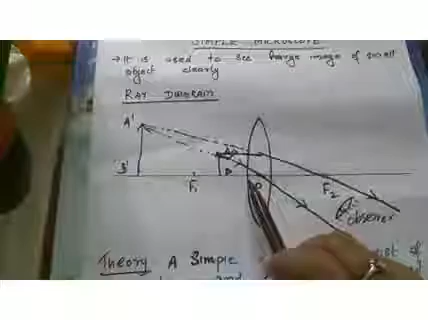 SIMPLE MICROSCOPE
→ It is used to see large image of small
object clearly
RAY DIAGRAM
A'
A
B'
F₁
B
O
F₂
observer
Theory A Simple